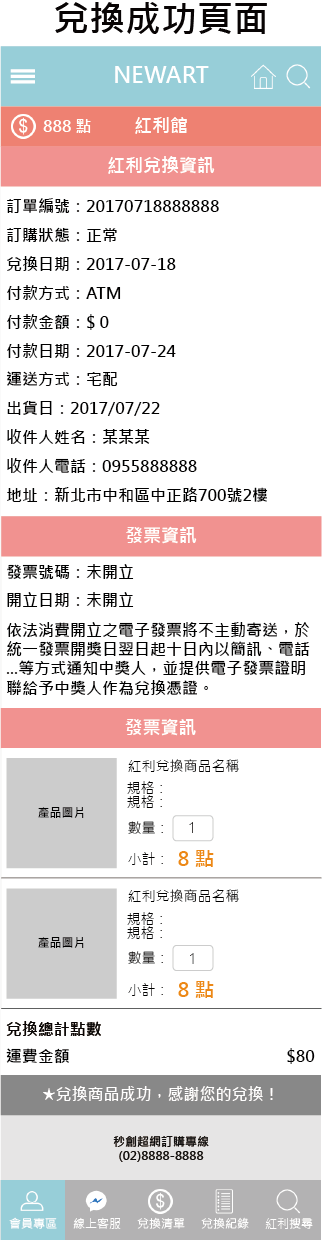 兌換成功頁面
NEWART
888 點 紅利館
紅利兌換資訊
訂單編號：20170718888888
訂購狀態：正常
兌換日期：2017-07-18
付款方式：ATM
付款金額：$ 0
付款日期：2017-07-24
運送方式：宅配
出貨日：2017/07/22
收件人姓名：某某某
收件人電話：0955888888
地址：新北市中和區中正路700號2樓
發票資訊
發票號碼：未開立
開立日期：未開立
依法消費開立之電子發票將不主動寄送，於
統一發票開獎日翌日起十日內以簡訊、電話
...等方式通知中獎人，並提供電子發票證明
聯給予中獎人作為兌換憑證。
發票資訊
產品圖片
紅利兌換商品名稱
規格：
規格：
數量： 1
小計： 8 點
產品圖片
紅利兌換商品名稱
規格：
規格：
數量： 1
小計： 8 點
兌換總計點數
運費金額 $80
★兌換商品成功，感謝您的兌換！
秒創超網訂購專線
(02)8888-8888
會員專區 線上客服 兌換清單 兌換紀錄 紅利搜尋